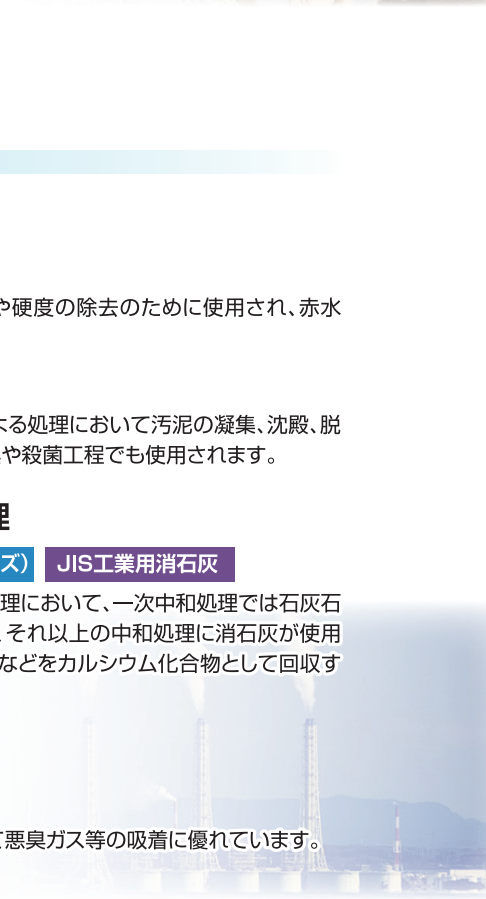 や硬度の除去のために使用され、赤水
よる処理において汚泥の凝集、沈殿、脱
や殺菌工程でも使用されます。
理
ズ） JIS工業用消石灰
理において、一次中和処理では石灰石
、それ以上の中和処理に消石灰が使用
などをカルシウム化合物として回収す
て悪臭ガス等の吸着に優れています。